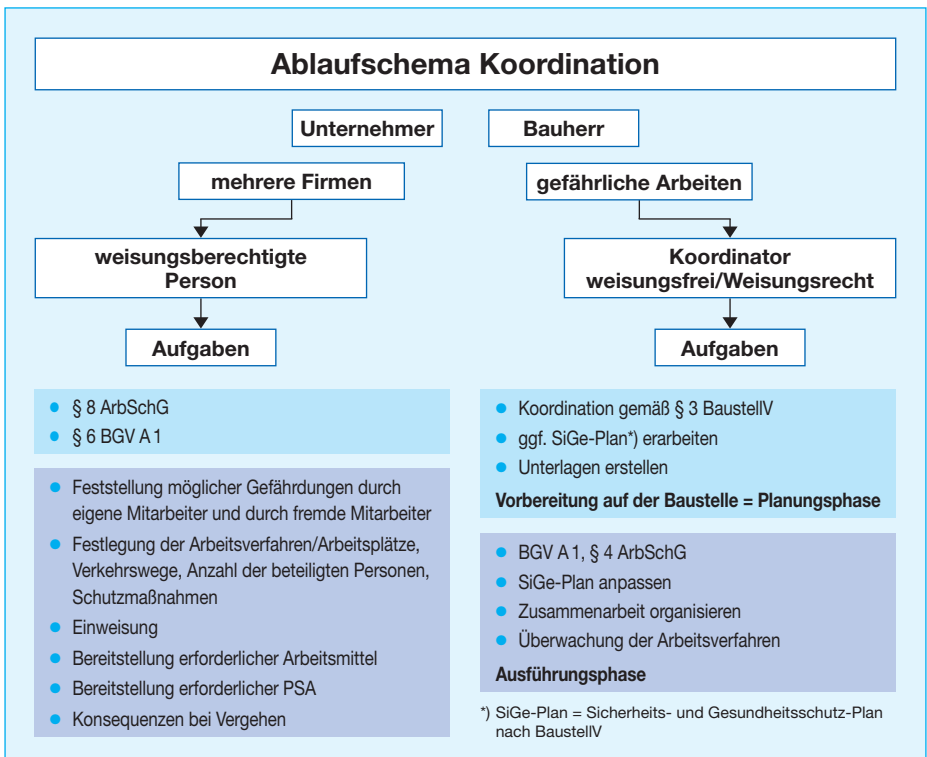 Ablaufschema Koordination
Unternehmer
Bauherr
mehrere Firmen
gefährliche Arbeiten
weisungsberechtigte
Person
Koordinator
weisungsfrei/Weisungsrecht
Aufgaben
Aufgaben
• § 8 ArbSchG
• § 6 BGV A 1
• Feststellung möglicher Gefährdungen durch
eigene Mitarbeiter und durch fremde Mitarbeiter
• Festlegung der Arbeitsverfahren/Arbeitsplätze,
Verkehrswege, Anzahl der beteiligten Personen,
Schutzmaßnahmen
• Einweisung
• Bereitstellung erforderlicher Arbeitsmittel
• Bereitstellung erforderlicher PSA
• Konsequenzen bei Vergehen
• Koordination gemäß § 3 BaustellV
• ggf. SiGe-Plan*) erarbeiten
• Unterlagen erstellen
Vorbereitung auf der Baustelle = Planungsphase
• BGV A 1, § 4 ArbSchG
• SiGe-Plan anpassen
• Zusammenarbeit organisieren
• Überwachung der Arbeitsverfahren
Ausführungsphase
*) SiGe-Plan = Sicherheits- und Gesundheitsschutz-Plan
nach BaustellV